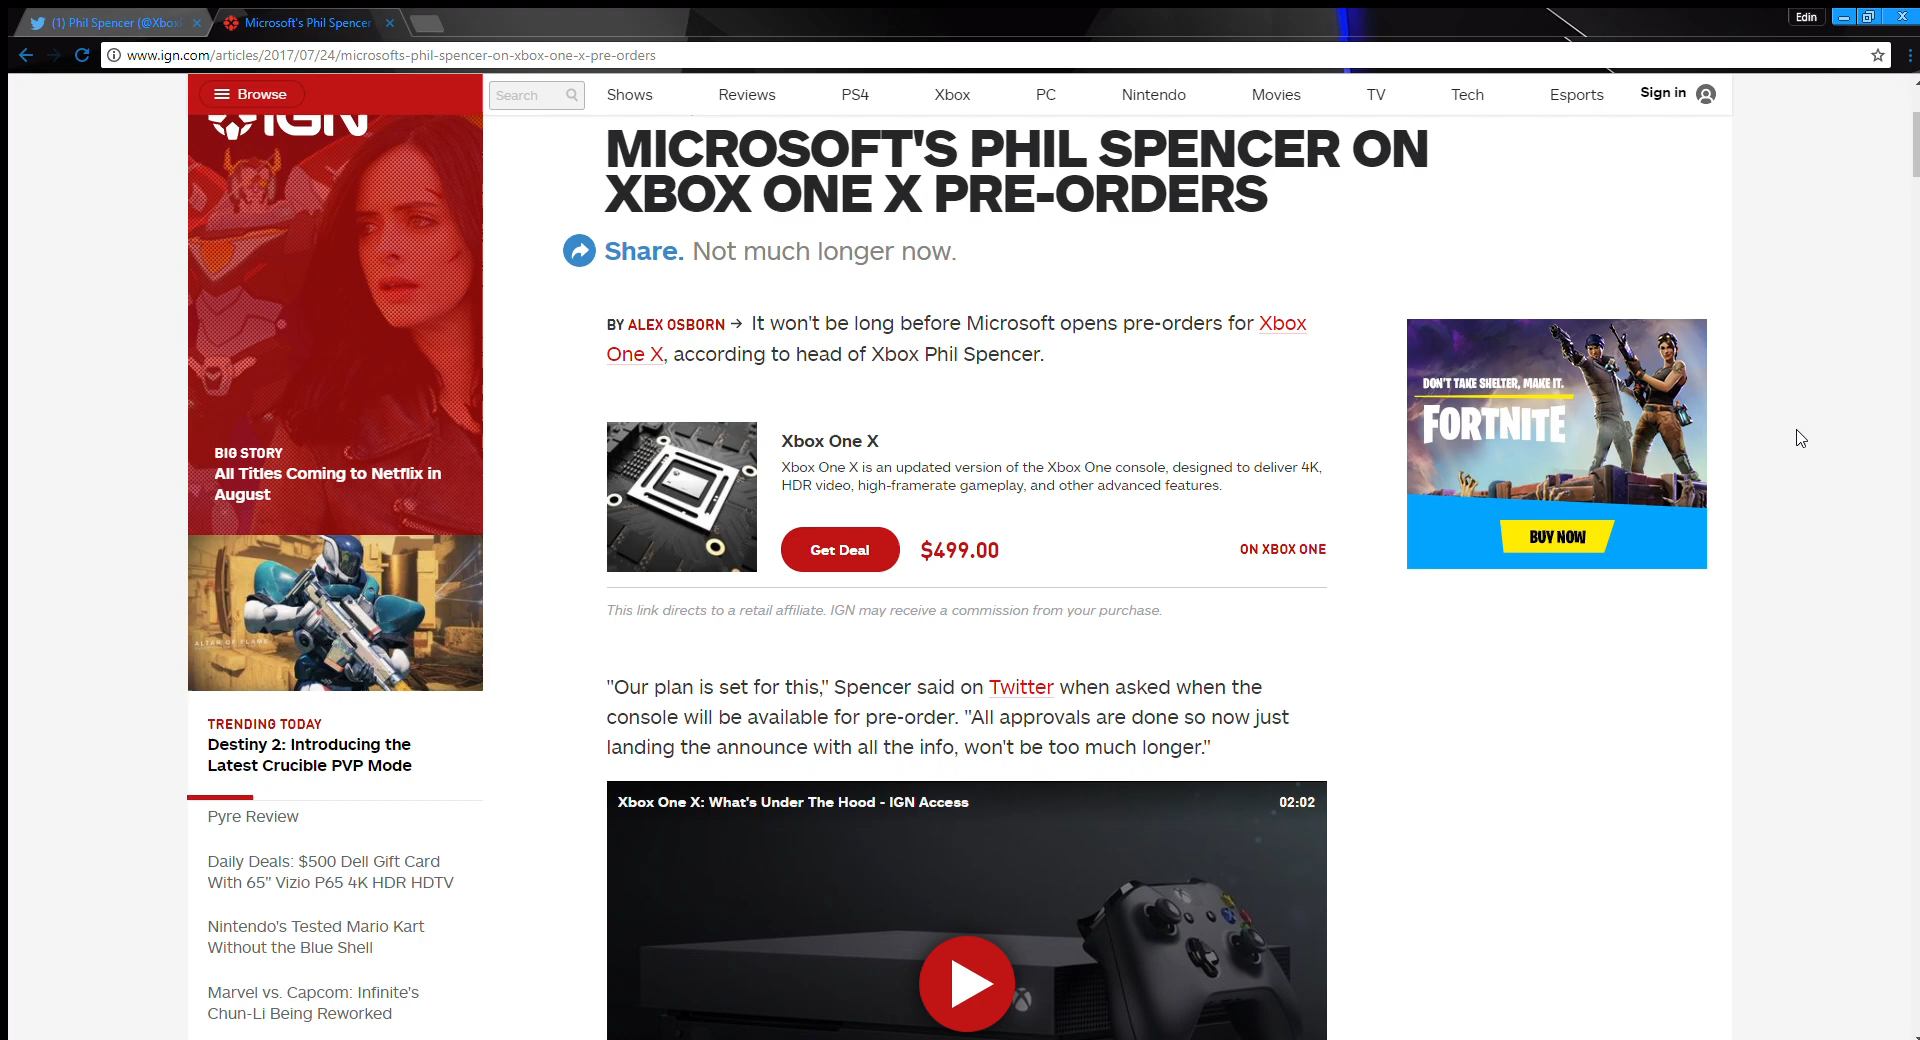 (1) Phil Spencer (@Xbox
Microsoft's Phil Spencer
Edin
www.ign.com/articles/2017/07/24/microsofts-phil-spencer-on-xbox-one-x-pre-orders
Browse
Search
Shows
Reviews
PS4
Xbox
PC
Nintendo
Movies
TV
Tech
Esports
Sign in
IGN
MICROSOFT'S PHIL SPENCER ON
XBOX ONE X PRE-ORDERS
Share. Not much longer now.
BY ALEX OSBORN → It won't be long before Microsoft opens pre-orders for Xbox
One X, according to head of Xbox Phil Spencer.
Xbox One X
Xbox One X is an updated version of the Xbox One console, designed to deliver 4K,
HDR video, high-framerate gameplay, and other advanced features.
Get Deal
$499.00
ON XBOX ONE
This link directs to a retail affiliate. IGN may receive a commission from your purchase.
"Our plan is set for this," Spencer said on Twitter when asked when the
console will be available for pre-order. "All approvals are done so now just
landing the announce with all the info, won't be too much longer."
Xbox One X: What's Under The Hood - IGN Access
02:02
DON'T TAKE SHELTER, MAKE IT.
FORTNITE
BUY NOW
BIG STORY
All Titles Coming to Netflix in
August
ALTAR OF FLAME
TRENDING TODAY
Destiny 2: Introducing the
Latest Crucible PVP Mode
Pyre Review
Daily Deals: $500 Dell Gift Card
With 65” Vizio P65 4K HDR HDTV
Nintendo's Tested Mario Kart
Without the Blue Shell
Marvel vs. Capcom: Infinite's
Chun-Li Being Reworked